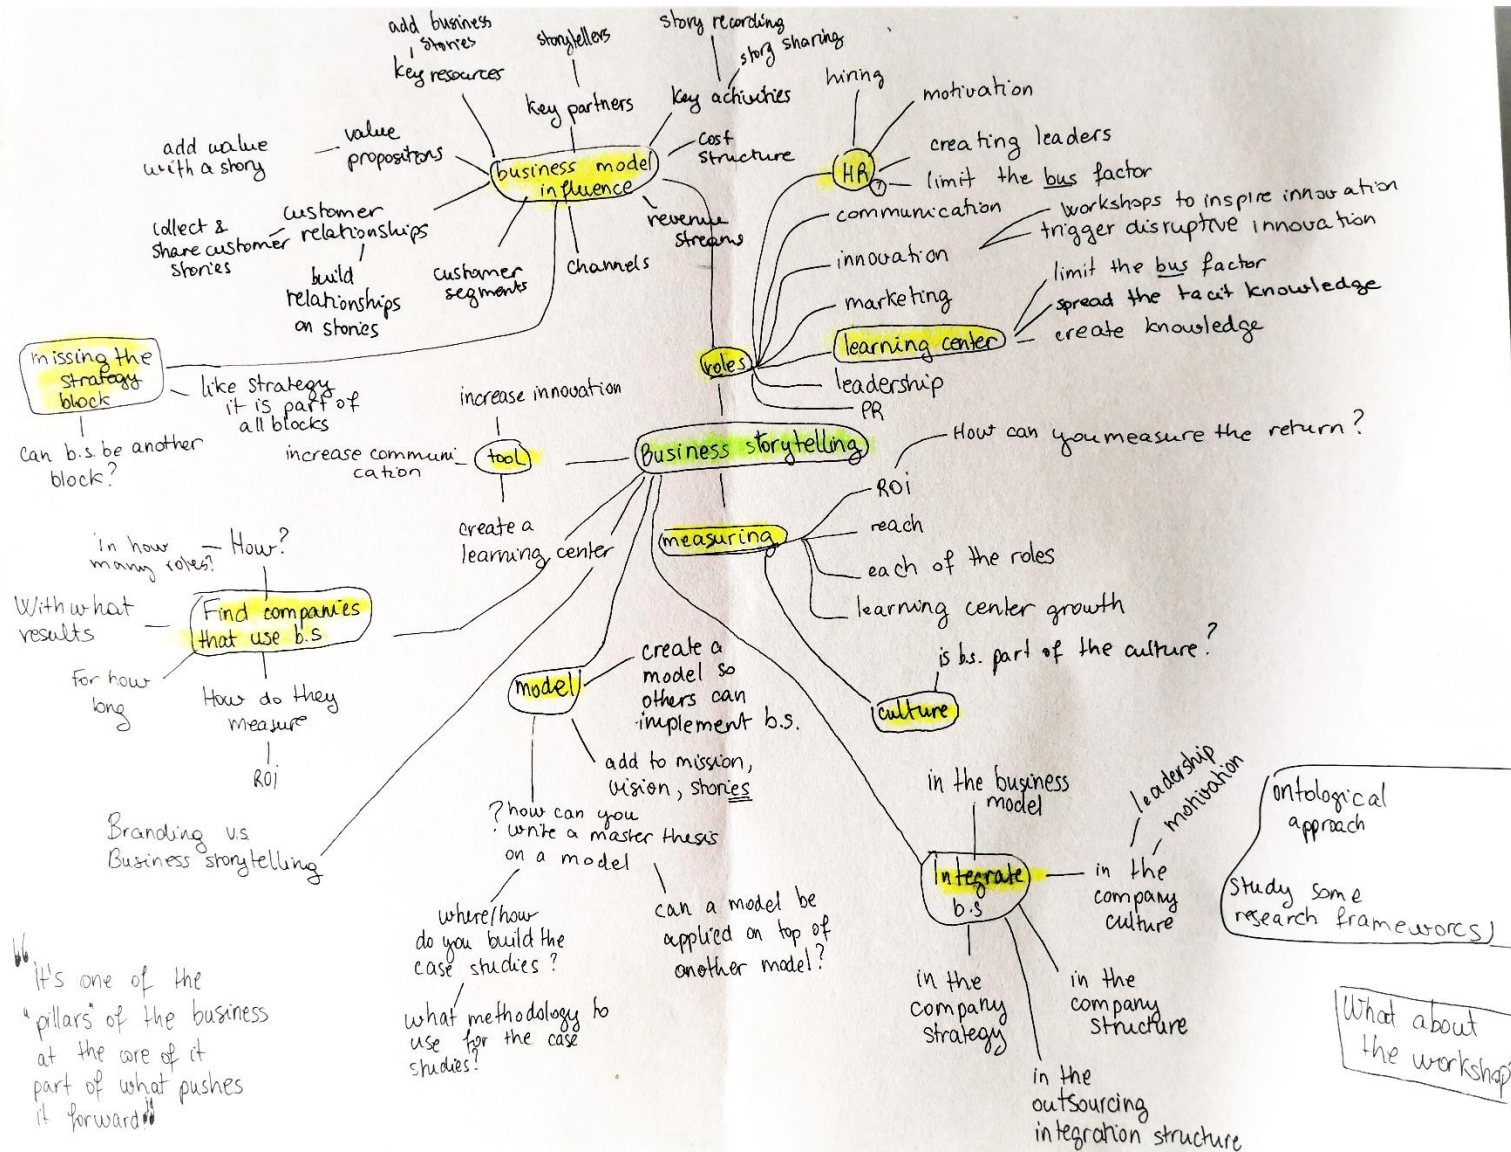 add business
stories
key resources
storytellers
key partners
story recording
story sharing
key activities
cost
structure
add value
with a story
value
propositons
business model
influence
collect &
share customer
stories
customer
relationships
build
relationships
on stories
customer
segments
channels
revenue
streams
hiring
motivation
HR
creating leaders
limit the bus factor
communication
innovation
workshops to inspire innovation
trigger disruptive innovation
marketing
learning center
limit the bus factor
spread the tacit knowledge
create knowledge
roles
leadership
PR
missing the
strategy
block
like strategy
it is part of
all blocks
can b.s. be another
block?
increase innovation
increase communi-
cation
tool
create a
learning center
Business storytelling
How can you measure the return?
measuring
ROi
reach
each of the roles
learning center growth
is b.s. part of the culture?
culture
In how
many roles?
How?
With what
results
Find companies
that use b.s
For how
long
How do they
measure
ROi
model
create a
model so
others can
implement b.s.
add to mission,
vision, stories
? how can you
write a master thesis
on a model
where/how
do you build the
case studies?
what methodology to
use for the case
studies?
can a model be
applied on top of
another model?
Branding v.s
Business storytelling
in the business
model
leadership
motivation
Integrate
b.s
in the
company
culture
in the
company
strategy
in the
company
structure
in the
outsourcing
integration structure
ontological
approach
study some
research frameworcs
What about
the workshop
"it's one of the
"pillars" of the business
at the core of it
part of what pushes
it forward"